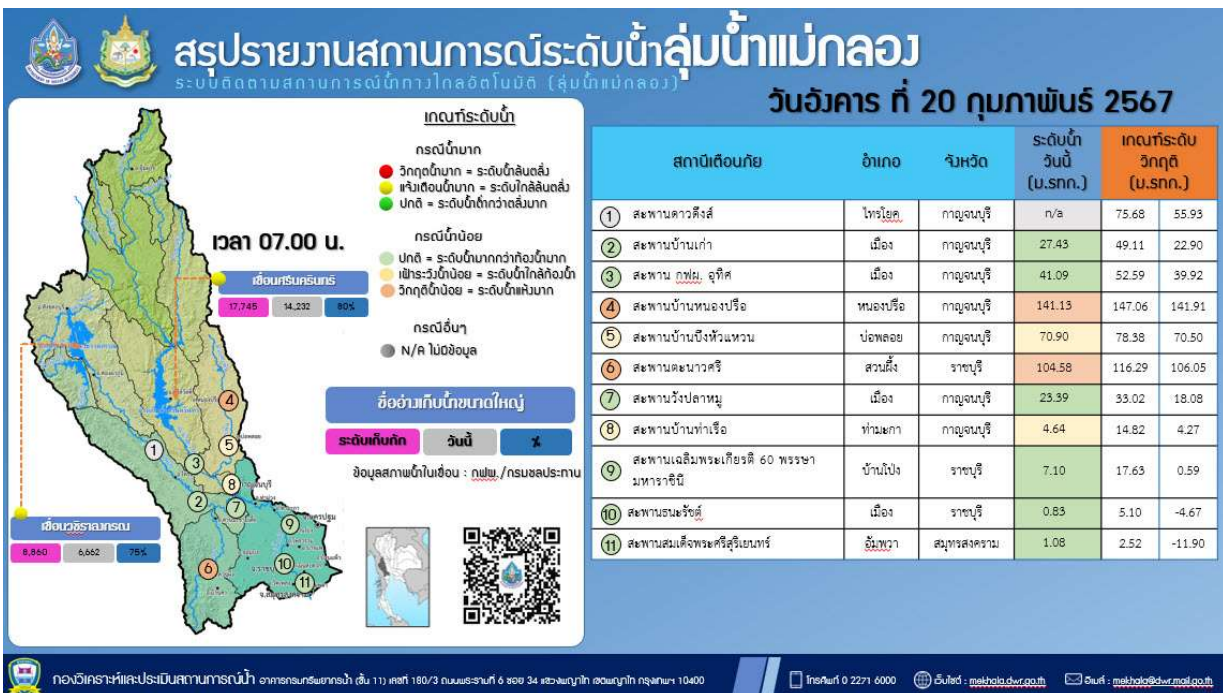 สรุปรายงานสถานการณ์ระดับน้ำลุ่มน้ำแม่กลอง
ระบบติดตามสถานการณ์น้ำทางไกลอัตโนมัติ (ลุ่มน้ำแม่กลอง)
วันอังคาร ที่ 20 กุมภาพันธ์ 2567
เกณฑ์ระดับน้ำ
กรณีน้ำมาก
วิกฤตน้ำมาก = ระดับน้ำล้นตลิ่ง
แจ้งเตือนน้ำมาก = ระดับใกล้ล้นตลิ่ง
ปกติ = ระดับน้ำต่ำกว่าตลิ่งมาก
กรณีน้ำน้อย
ปกติ = ระดับน้ำมากกว่าท้องน้ำมาก
เฝ้าระวังน้ำน้อย = ระดับน้ำใกล้ท้องน้ำ
วิกฤตน้ำน้อย = ระดับน้ำแห้งมาก
กรณีอื่นๆ
N/A ไม่มีข้อมูล
เวลา 07.00 น.
เขื่อนศรีนครินทร์
17,745 14,232 80%
ชื่ออ่างเก็บน้ำขนาดใหญ่
ระดับเก็บกัก วันนี้ %
ข้อมูลสภาพน้ำในเขื่อน : กฟผ./กรมชลประทาน
เขื่อนวชิราลงกรณ
8,860 6,662 75%
1
2
3
4
5
6
7
8
9
10
11
สถานีเตือนภัย อำเภอ จังหวัด ระดับน้ำวันนี้ (ม.รทก.) เกณฑ์ระดับวิกฤติ (ม.รทก.)
1 สะพานดาวดึงส์ ไทรโยค กาญจนบุรี n/a 75.68 55.93
2 สะพานบ้านเก่า เมือง กาญจนบุรี 27.43 49.11 22.90
3 สะพาน กฟผ. อุทิศ เมือง กาญจนบุรี 41.09 52.59 39.92
4 สะพานบ้านหนองปรือ หนองปรือ กาญจนบุรี 141.13 147.06 141.91
5 สะพานบ้านบึงหัวแหวน บ่อพลอย กาญจนบุรี 70.90 78.38 70.50
6 สะพานตะนาวศรี สวนผึ้ง ราชบุรี 104.58 116.29 106.05
7 สะพานวังปลาหมู เมือง กาญจนบุรี 23.39 33.02 18.08
8 สะพานบ้านท่าเรือ ท่ามะกา กาญจนบุรี 4.64 14.82 4.27
9 สะพานเฉลิมพระเกียรติ 60 พรรษา มหาราชินี บ้านโป่ง ราชบุรี 7.10 17.63 0.59
10 สะพานธนะรัชต์ เมือง ราชบุรี 0.83 5.10 -4.67
11 สะพานสมเด็จพระศรีสุริเยนทร์ อัมพวา สมุทรสงคราม 1.08 2.52 -11.90
กองวิเคราะห์และประเมินสถานการณ์น้ำ อาคารกรมทรัพยากรน้ำ (ชั้น 11) เลขที่ 180/3 ถนนพระรามที่ 6 ซอย 34 แขวงพญาไท เขตพญาไท กรุงเทพฯ 10400
โทรศัพท์ 0 2271 6000
เว็บไซต์ : mekhala.dwr.go.th
อีเมล์ : mekhala@dwr.mail.go.th